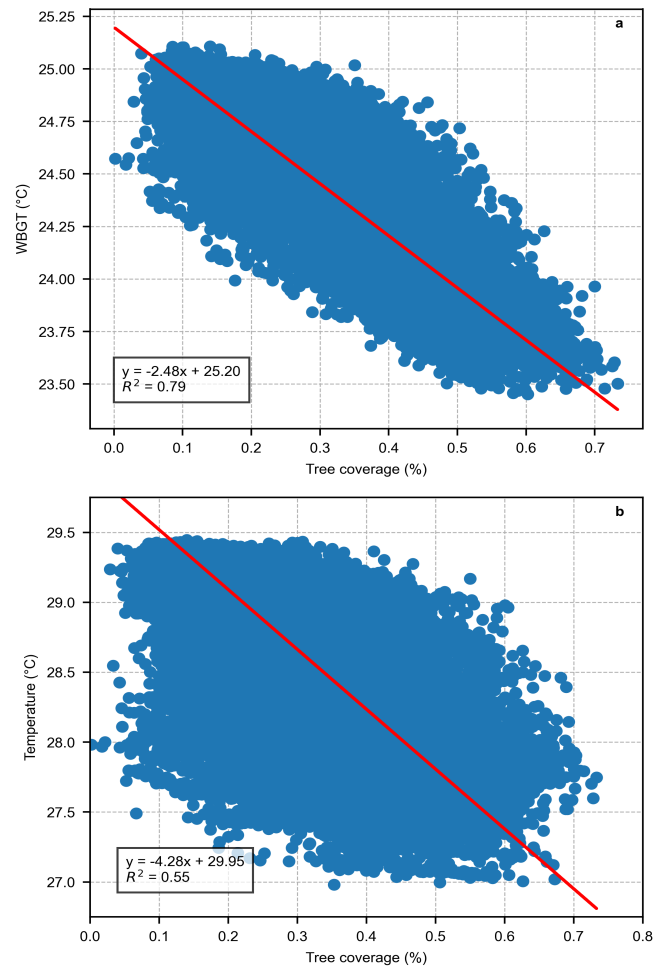 a
25.25
25.00
24.75
24.50
24.25
24.00
23.75
23.50
WBGT (°C)
y = -2.48x + 25.20
R² = 0.79
0.0 0.1 0.2 0.3 0.4 0.5 0.6 0.7
Tree coverage (%)
b
29.5
29.0
28.5
28.0
27.5
27.0
Temperature (°C)
y = -4.28x + 29.95
R² = 0.55
0.0 0.1 0.2 0.3 0.4 0.5 0.6 0.7 0.8
Tree coverage (%)